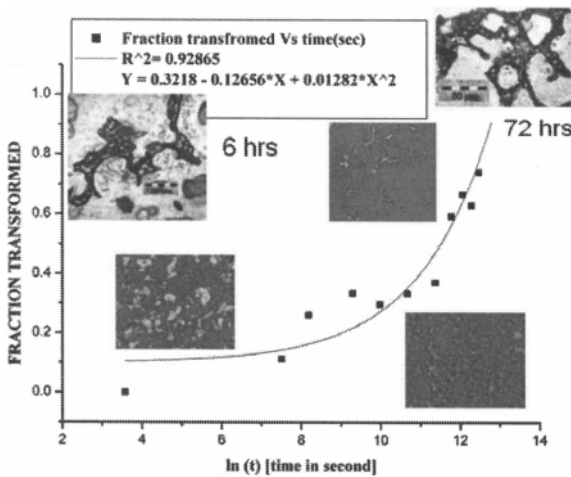 Fraction transfromed Vs time(sec)
R^2= 0.92865
Y = 0.3218 - 0.12656*X + 0.01282*X^2
6 hrs
72 hrs
FRACTION TRANSFORMED
1.0
0.8
0.6
0.4
0.2
0.0
2
4
6
8
10
12
14
ln (t) [time in second]